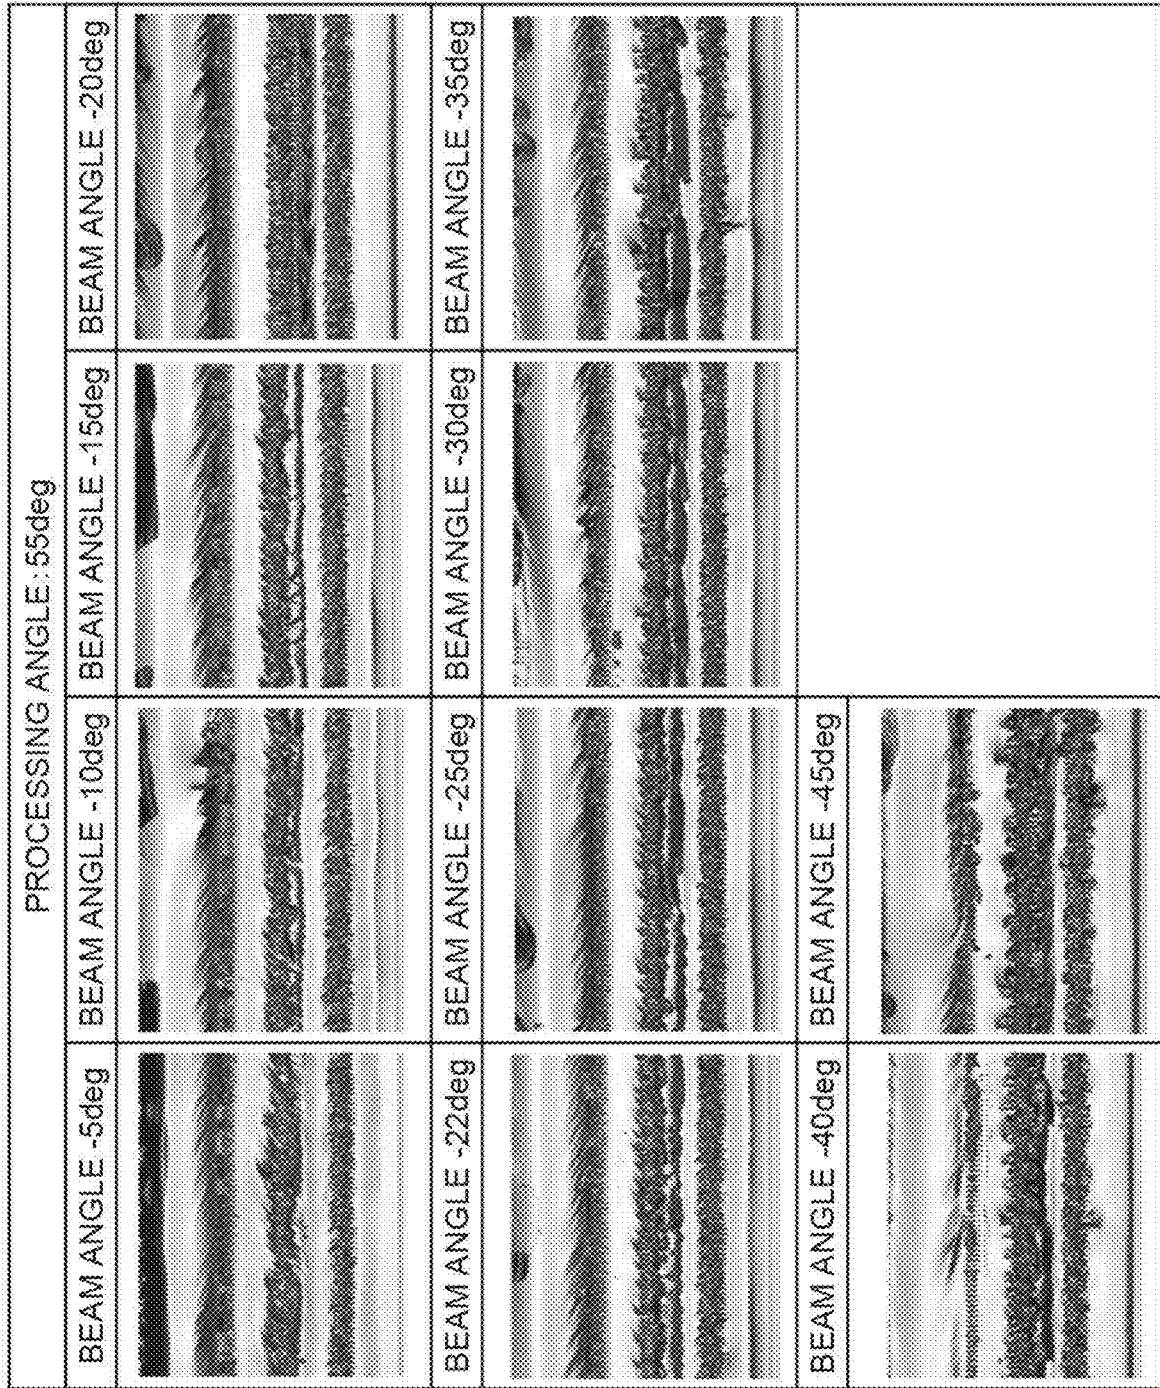 PROCESSING ANGLE:55deg
BEAM ANGLE -5deg
BEAM ANGLE -10deg
BEAM ANGLE -15deg
BEAM ANGLE -20deg
BEAM ANGLE -22deg
BEAM ANGLE -25deg
BEAM ANGLE -30deg
BEAM ANGLE -35deg
BEAM ANGLE -40deg
BEAM ANGLE -45deg